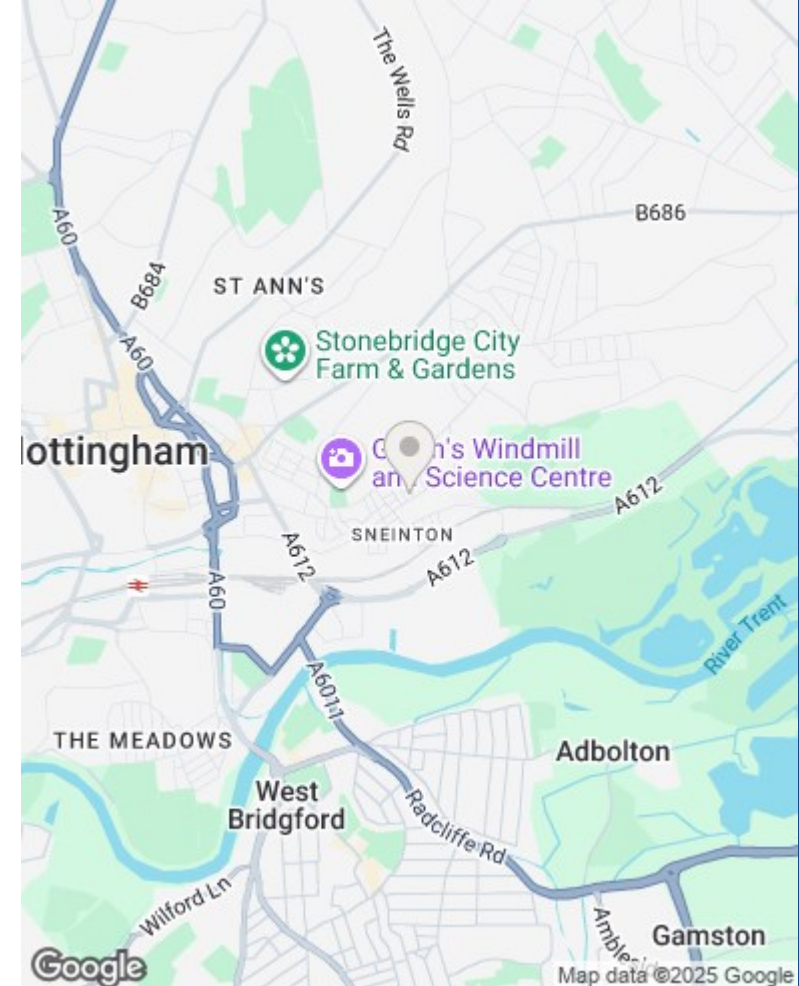 The Wells Rd
B686
A60
B684
ST ANN'S
A60
Stonebridge City
Farm & Gardens
ottingham
Windmill
Science Centre
A612
SNEINTON
A612
A612
A60
River Trent
A6011
THE MEADOWS
Adbolton
West
Bridgford
Radcliffe Rd
Wilford Ln
Gamston
Google
Map data ©2025 Google